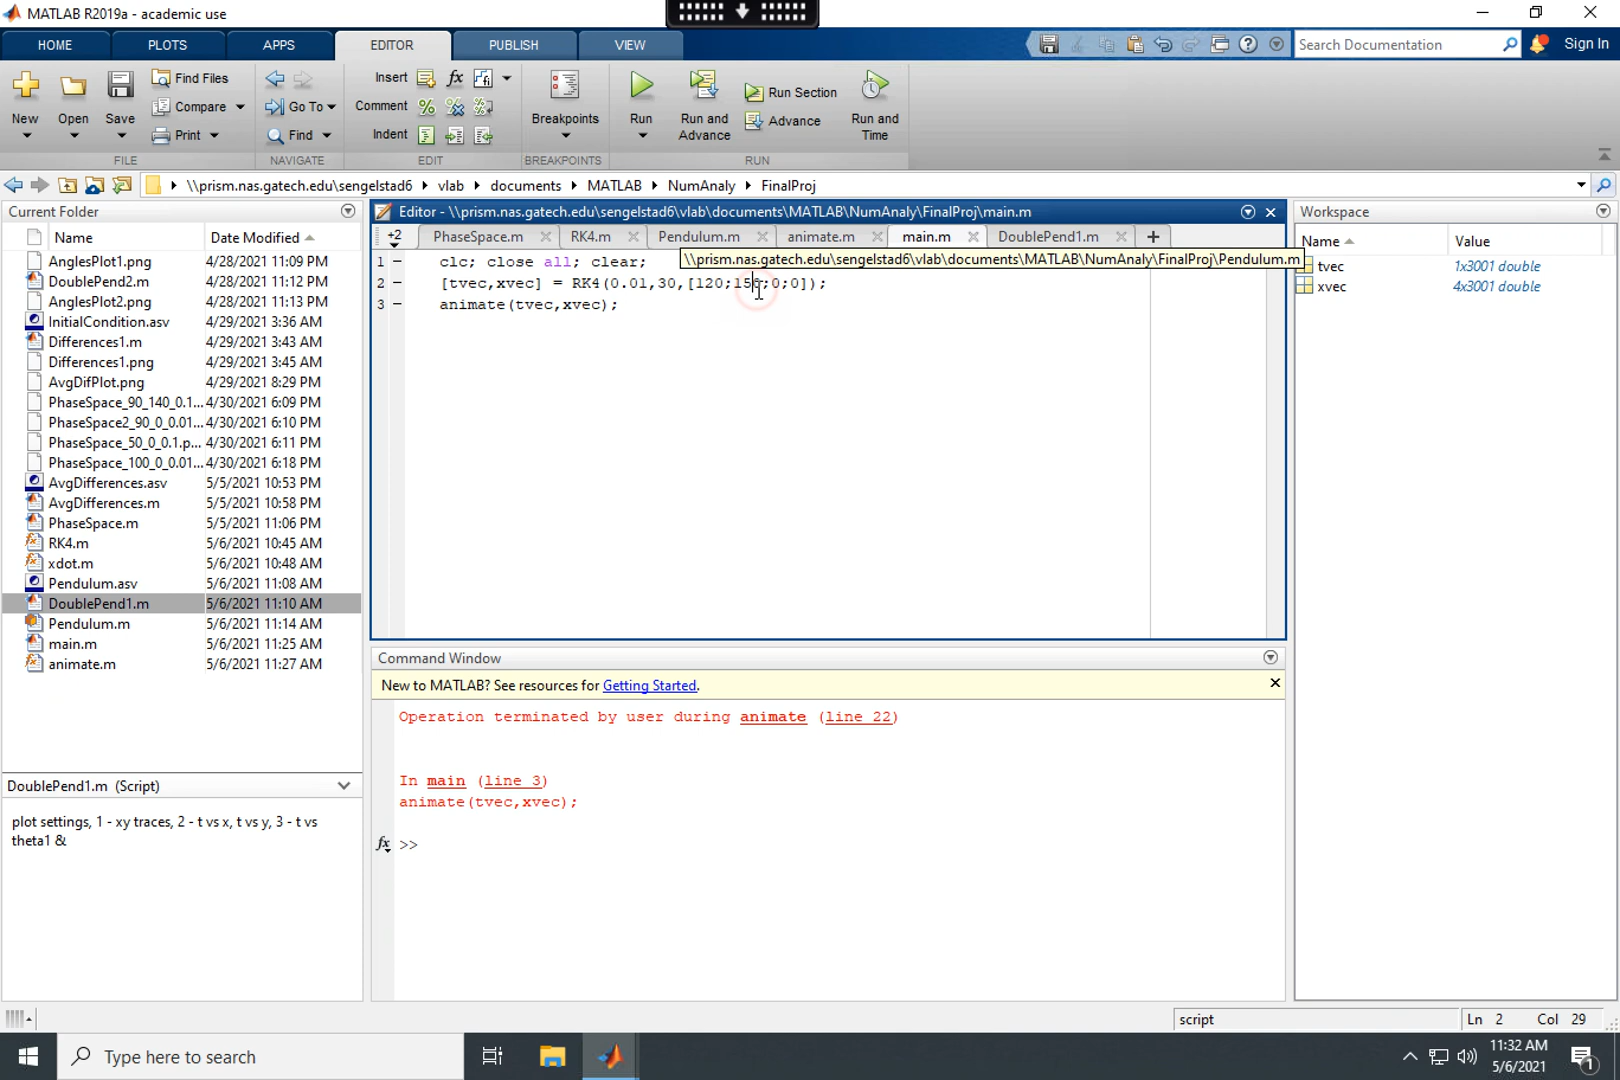 MATLAB R2019a - academic use
HOME PLOTS APPS EDITOR PUBLISH VIEW Search Documentation Sign In
New Open Save
Find Files
Compare
Print
Go To
Find
Insert
Comment
Indent
Breakpoints
Run
Run and Advance
Run Section
Advance
Run and Time
FILE NAVIGATE EDIT BREAKPOINTS RUN
\\prism.nas.gatech.edu\sengelstad6 vlab documents MATLAB NumAnaly FinalProj
Current Folder
Name Date Modified
AnglesPlot1.png 4/28/2021 11:09 PM
DoublePend2.m 4/28/2021 11:12 PM
AnglesPlot2.png 4/28/2021 11:13 PM
InitialCondition.asv 4/29/2021 3:36 AM
Differences1.m 4/29/2021 3:43 AM
Differences1.png 4/29/2021 3:45 AM
AvgDifPlot.png 4/29/2021 8:29 PM
PhaseSpace_90_140_0.1... 4/30/2021 6:09 PM
PhaseSpace2_90_0_0.01... 4/30/2021 6:10 PM
PhaseSpace_50_0_0.1.p... 4/30/2021 6:11 PM
PhaseSpace_100_0_0.01... 4/30/2021 6:18 PM
AvgDifferences.asv 5/5/2021 10:53 PM
AvgDifferences.m 5/5/2021 10:58 PM
PhaseSpace.m 5/5/2021 11:06 PM
RK4.m 5/6/2021 10:45 AM
xdot.m 5/6/2021 10:48 AM
Pendulum.asv 5/6/2021 11:08 AM
DoublePend1.m 5/6/2021 11:10 AM
Pendulum.m 5/6/2021 11:14 AM
main.m 5/6/2021 11:25 AM
animate.m 5/6/2021 11:27 AM
DoublePend1.m (Script)
plot settings, 1 - xy traces, 2 - t vs x, t vs y, 3 - t vs
theta1 &
Editor - \\prism.nas.gatech.edu\sengelstad6\vlab\documents\MATLAB\NumAnaly\FinalProj\main.m
+2 PhaseSpace.m RK4.m Pendulum.m animate.m main.m DoublePend1.m +
\\prism.nas.gatech.edu\sengelstad6\vlab\documents\MATLAB\NumAnaly\FinalProj\Pendulum.m
1 – clc; close all; clear;
2 – [tvec,xvec] = RK4(0.01,30,[120;150;0;0]);
3 – animate(tvec,xvec);
Command Window
New to MATLAB? See resources for Getting Started.
Operation terminated by user during animate (line 22)
In main (line 3)
animate(tvec,xvec);
fx >>
Workspace
Name Value
tvec 1x3001 double
xvec 4x3001 double
script Ln 2 Col 29
Type here to search
11:32 AM
5/6/2021
1